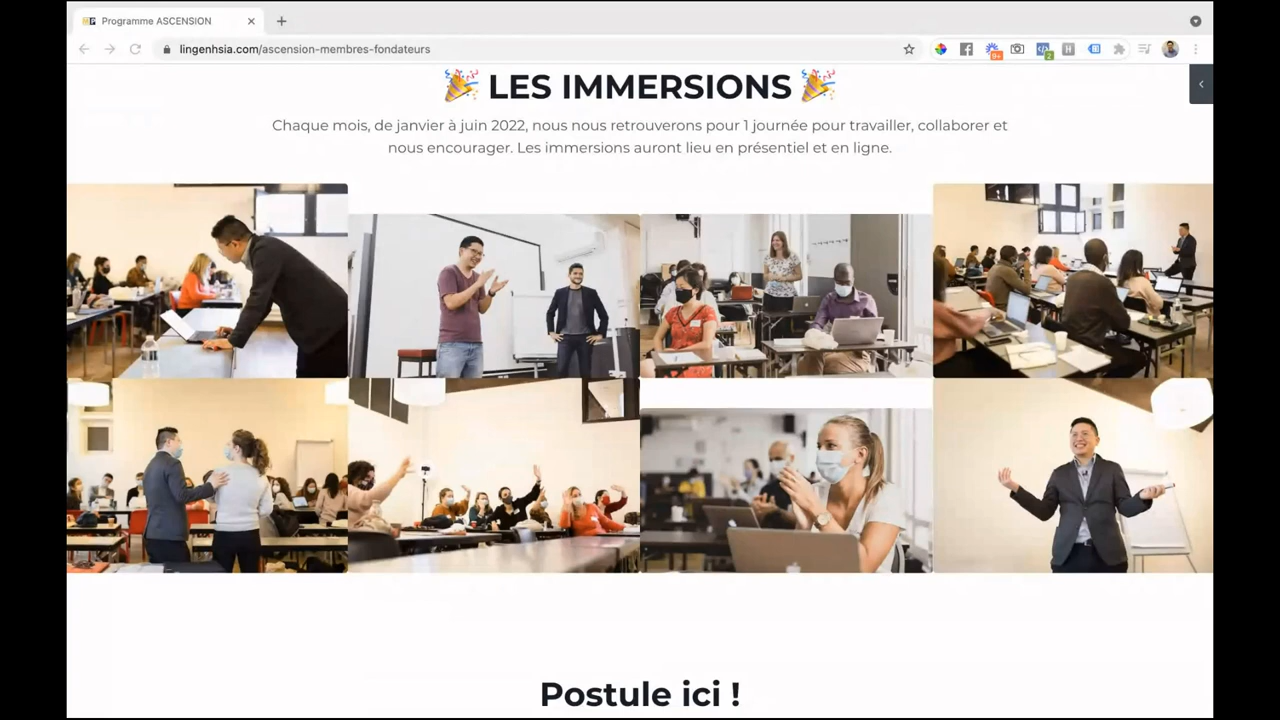 Programme ASCENSION
lingenhsia.com/ascension-membres-fondateurs
9+
2
H
LES IMMERSIONS
Chaque mois, de janvier à juin 2022, nous nous retrouverons pour 1 journée pour travailler, collaborer et
nous encourager. Les immersions auront lieu en présentiel et en ligne.
Postule ici !